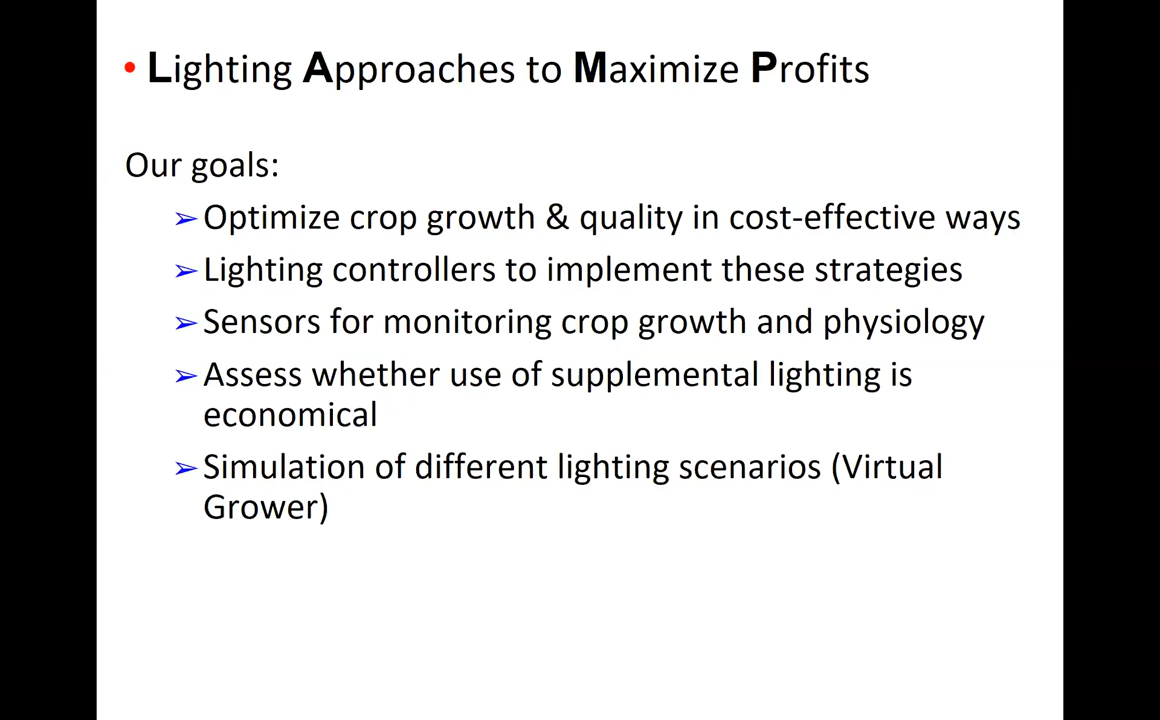 • Lighting Approaches to Maximize Profits
Our goals:
➢ Optimize crop growth & quality in cost-effective ways
➢ Lighting controllers to implement these strategies
➢ Sensors for monitoring crop growth and physiology
➢ Assess whether use of supplemental lighting is
economical
➢ Simulation of different lighting scenarios (Virtual
Grower)